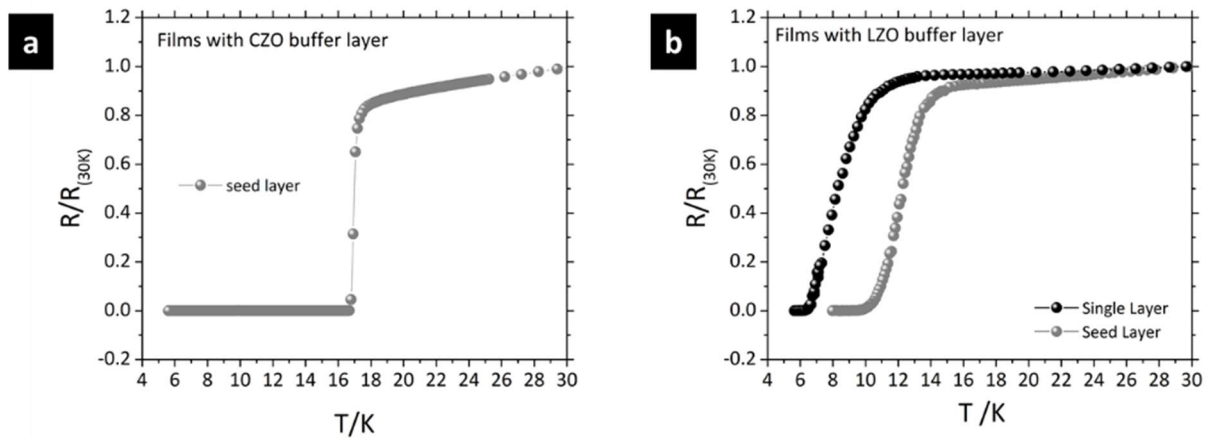 a
Films with CZO buffer layer
seed layer
R/R(30K)
1.2
1.0
0.8
0.6
0.4
0.2
0.0
-0.2
4 6 8 10 12 14 16 18 20 22 24 26 28 30
T/K
b
Films with LZO buffer layer
Single Layer
Seed Layer
R/R(30K)
1.2
1.0
0.8
0.6
0.4
0.2
0.0
-0.2
4 6 8 10 12 14 16 18 20 22 24 26 28 30
T/K